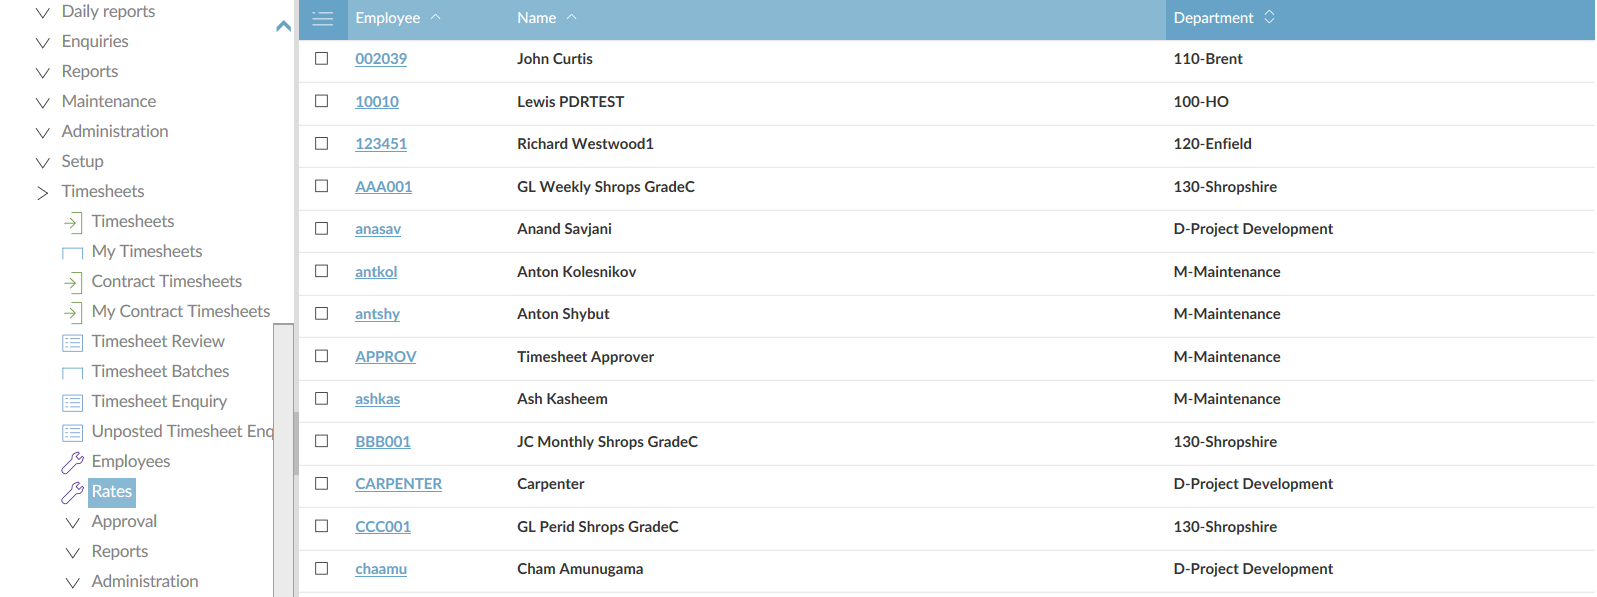 Daily reports
Enquiries
Reports
Maintenance
Administration
Setup
Timesheets
Timesheets
My Timesheets
Contract Timesheets
My Contract Timesheets
Timesheet Review
Timesheet Batches
Timesheet Enquiry
Unposted Timesheet Enq
Employees
Rates
Approval
Reports
Administration
Employee Name Department
002039 John Curtis 110-Brent
10010 Lewis PDRTEST 100-HO
123451 Richard Westwood1 120-Enfield
AAA001 GL Weekly Shrops GradeC 130-Shropshire
anasav Anand Savjani D-Project Development
antkol Anton Kolesnikov M-Maintenance
antshy Anton Shybut M-Maintenance
APPROV Timesheet Approver M-Maintenance
ashkas Ash Kasheem M-Maintenance
BBB001 JC Monthly Shrops GradeC 130-Shropshire
CARPENTER Carpenter D-Project Development
CCC001 GL Perid Shrops GradeC 130-Shropshire
chaamu Cham Amunugama D-Project Development